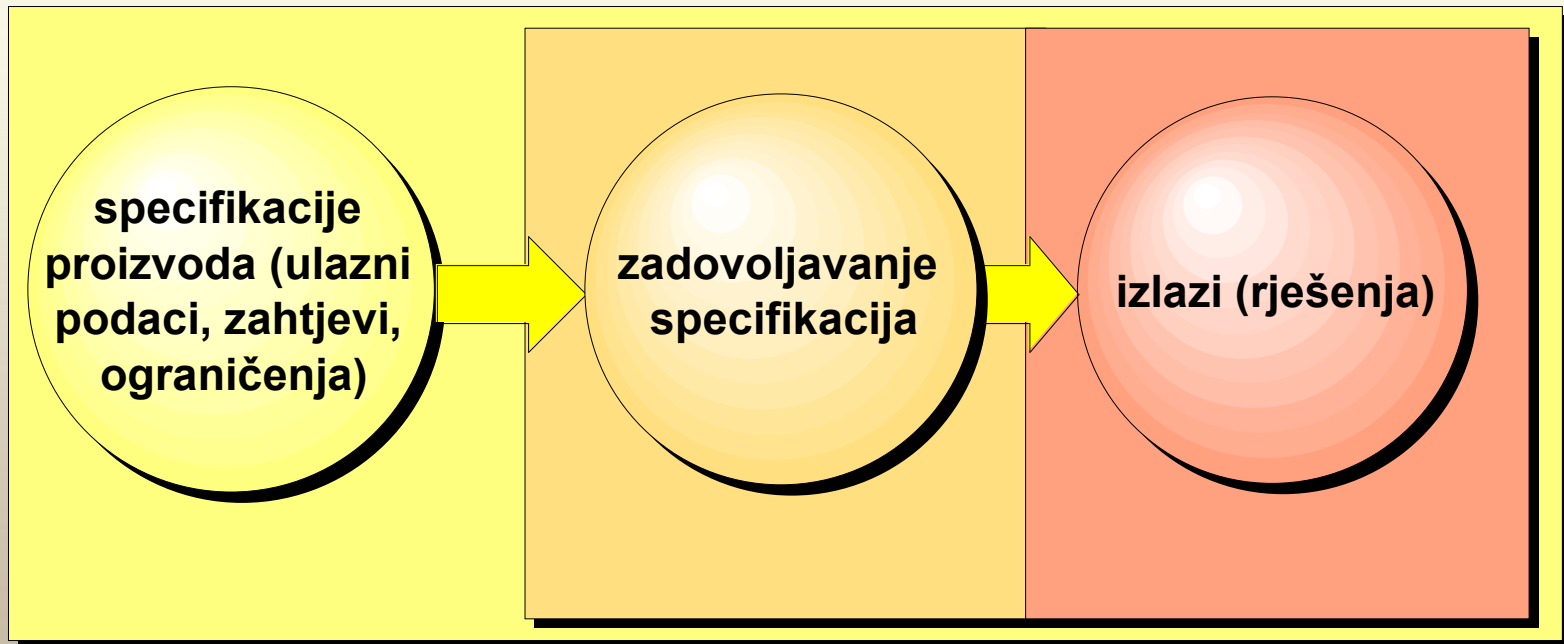 specifikacije
proizvoda (ulazni
podaci, zahtjevi,
ograničenja)
zadovoljavanje
specifikacija
izlazi (rješenja)